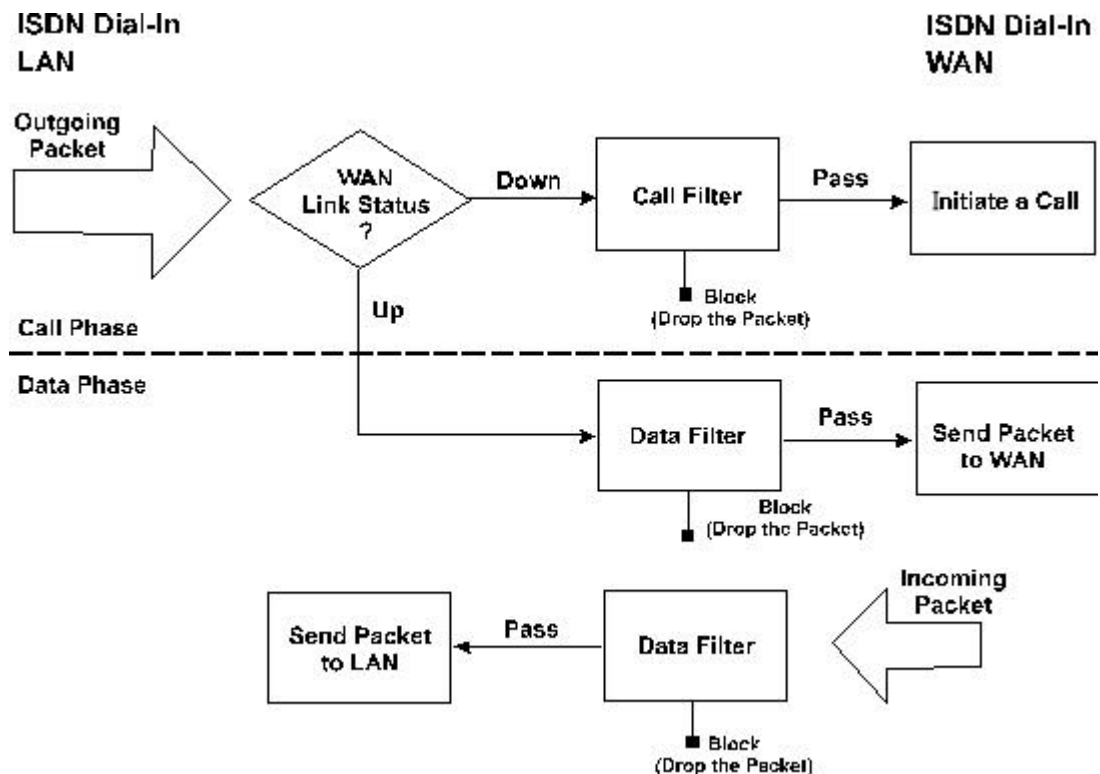 ISDN Dial-In
LAN
ISDN Dial-In
WAN
Outgoing
Packet
WAN
Link Status
?
Down
Call Filter
Pass
Initiate a Call
Block
(Drop the Packet)
Up
Call Phase
Data Phase
Data Filter
Pass
Send Packet
to WAN
Block
(Drop the Packet)
Incoming
Packet
Send Packet
to LAN
Pass
Data Filter
Block
(Drop the Packet)